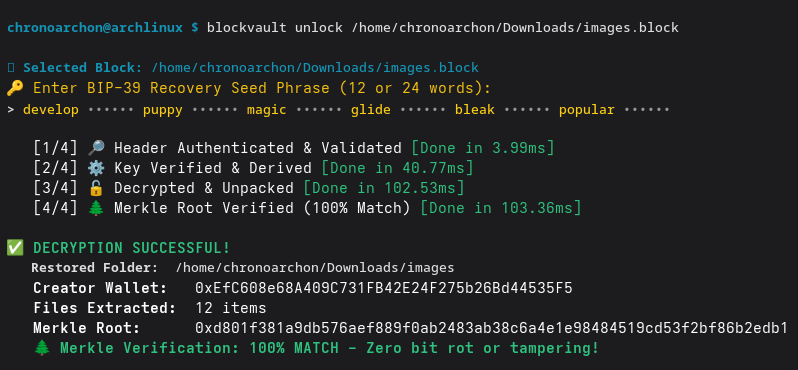 chronoarchon@archlinux $ blockvault unlock /home/chronoarchon/Downloads/images.block
Selected Block: /home/chronoarchon/Downloads/images.block
🔑 Enter BIP-39 Recovery Seed Phrase (12 or 24 words):
> develop •••••• puppy •••••• magic •••••• glide •••••• bleak •••••• popular ••••••
[1/4] 🔎 Header Authenticated & Validated [Done in 3.99ms]
[2/4] ⚙️ Key Verified & Derived [Done in 40.77ms]
[3/4] 🔓 Decrypted & Unpacked [Done in 102.53ms]
[4/4] 🌲 Merkle Root Verified (100% Match) [Done in 103.36ms]
✅ DECRYPTION SUCCESSFUL!
Restored Folder: /home/chronoarchon/Downloads/images
Creator Wallet: 0xEfC608e68A409C731FB42E24F275b26Bd44535F5
Files Extracted: 12 items
Merkle Root: 0xd801f381a9db576aef889f0ab2483ab38c6a4e1e98484519cd53f2bf86b2edb1
🌲 Merkle Verification: 100% MATCH - Zero bit rot or tampering!